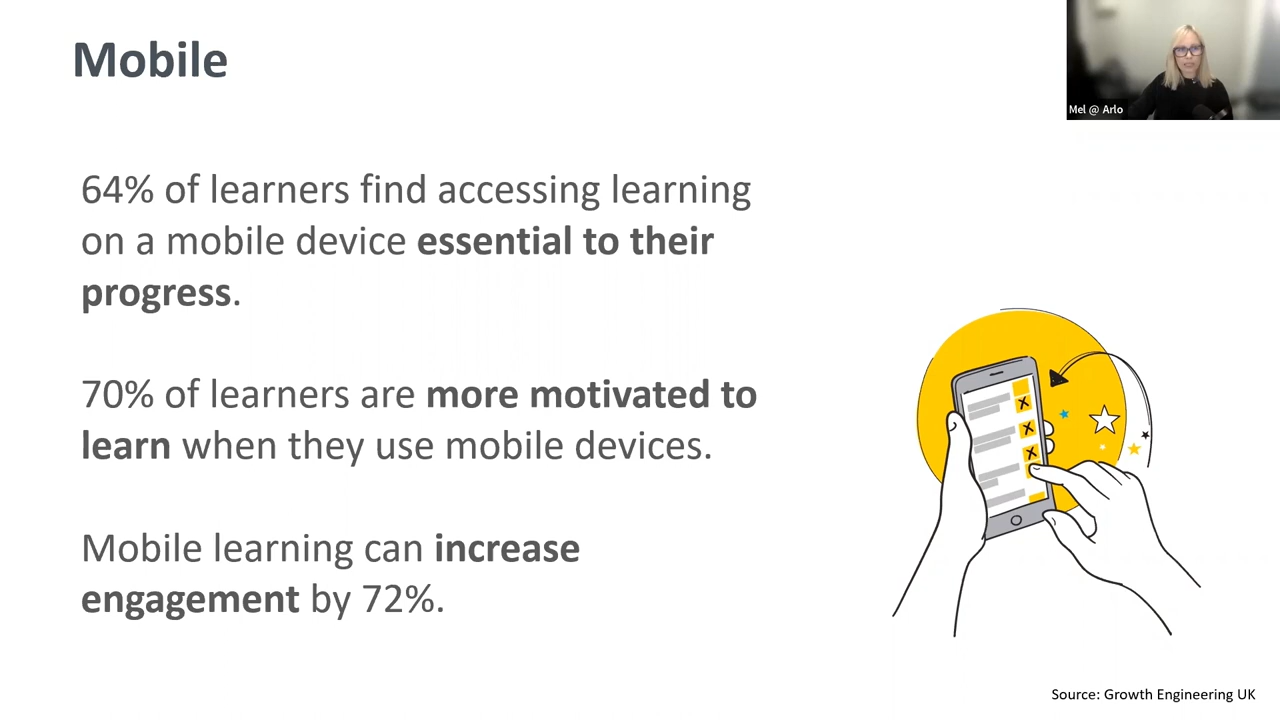 Mobile
Mel @ Arlo
64% of learners find accessing learning
on a mobile device essential to their
progress.
70% of learners are more motivated to
learn when they use mobile devices.
Mobile learning can increase
engagement by 72%.
Source: Growth Engineering UK